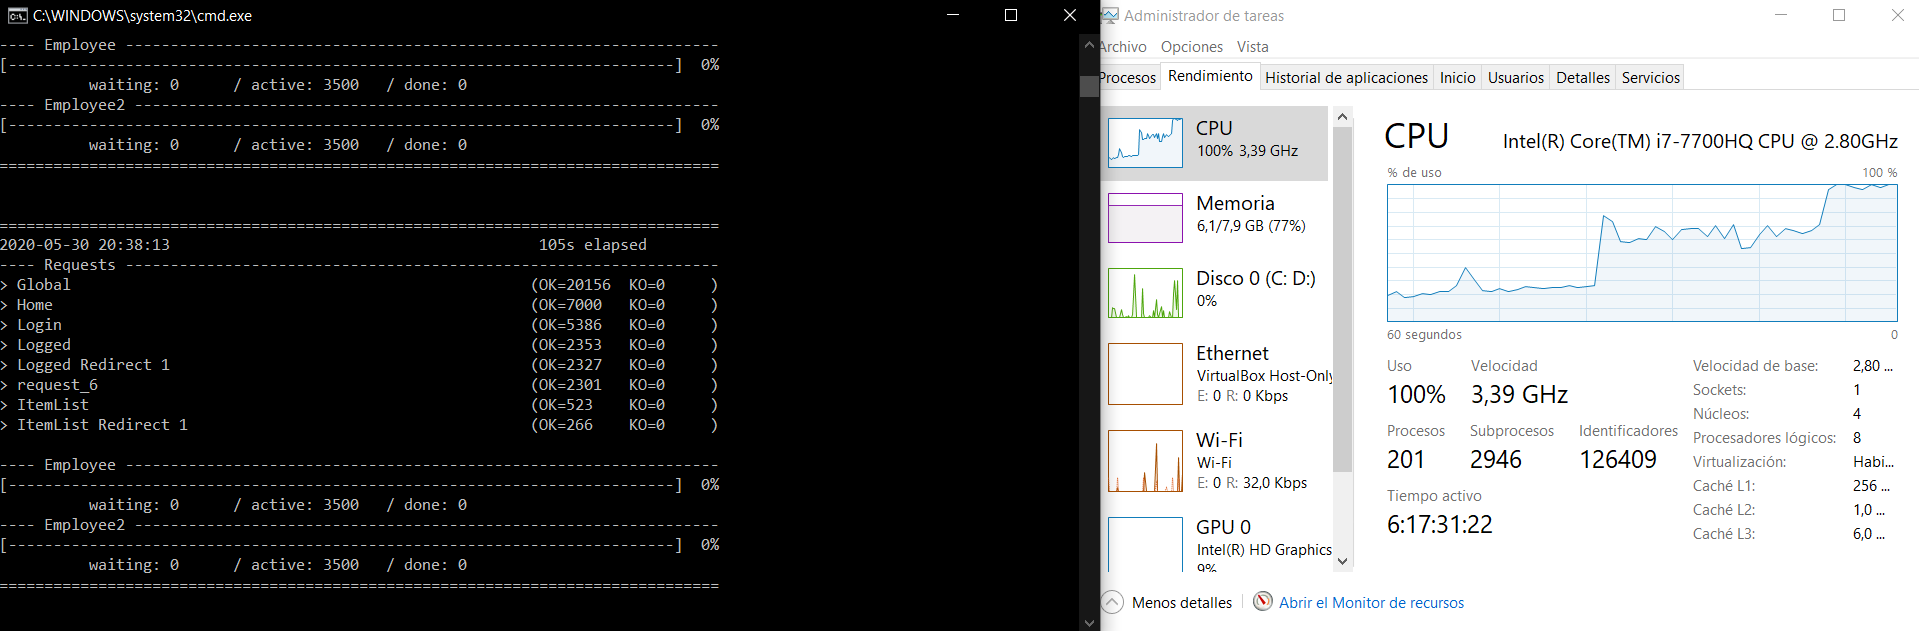 C:\WINDOWS\system32\cmd.exe
---- Employee ------------------------------------------------------------------
[--------------------------------------------------------------------------]  0%
          waiting: 0      / active: 3500   / done: 0
---- Employee2 -----------------------------------------------------------------
[--------------------------------------------------------------------------]  0%
          waiting: 0      / active: 3500   / done: 0
================================================================================
================================================================================
2020-05-30 20:38:13                                         105s elapsed
---- Requests ------------------------------------------------------------------
> Global                                                   (OK=20156  KO=0     )
> Home                                                     (OK=7000   KO=0     )
> Login                                                    (OK=5386   KO=0     )
> Logged                                                   (OK=2353   KO=0     )
> Logged Redirect 1                                        (OK=2327   KO=0     )
> request_6                                                (OK=2301   KO=0     )
> ItemList                                                 (OK=523    KO=0     )
> ItemList Redirect 1                                      (OK=266    KO=0     )
---- Employee ------------------------------------------------------------------
[--------------------------------------------------------------------------]  0%
          waiting: 0      / active: 3500   / done: 0
---- Employee2 -----------------------------------------------------------------
[--------------------------------------------------------------------------]  0%
          waiting: 0      / active: 3500   / done: 0
================================================================================
Administrador de tareas
Archivo Opciones Vista
Procesos Rendimiento Historial de aplicaciones Inicio Usuarios Detalles Servicios
CPU
100% 3,39 GHz
Memoria
6,1/7,9 GB (77%)
Disco 0 (C: D:)
0%
Ethernet
VirtualBox Host-Only
E: 0 R: 0 Kbps
Wi-Fi
Wi-Fi
E: 0 R: 32,0 Kbps
GPU 0
Intel(R) HD Graphics
9%
CPU Intel(R) Core(TM) i7-7700HQ CPU @ 2.80GHz
% de uso 100 %
60 segundos 0
Uso Velocidad
100% 3,39 GHz
Procesos Subprocesos Identificadores
201 2946 126409
Tiempo activo
6:17:31:22
Velocidad de base: 2,80 ...
Sockets: 1
Núcleos: 4
Procesadores lógicos: 8
Virtualización: Habi...
Caché L1: 256 ...
Caché L2: 1,0 ...
Caché L3: 6,0 ...
Menos detalles Abrir el Monitor de recursos